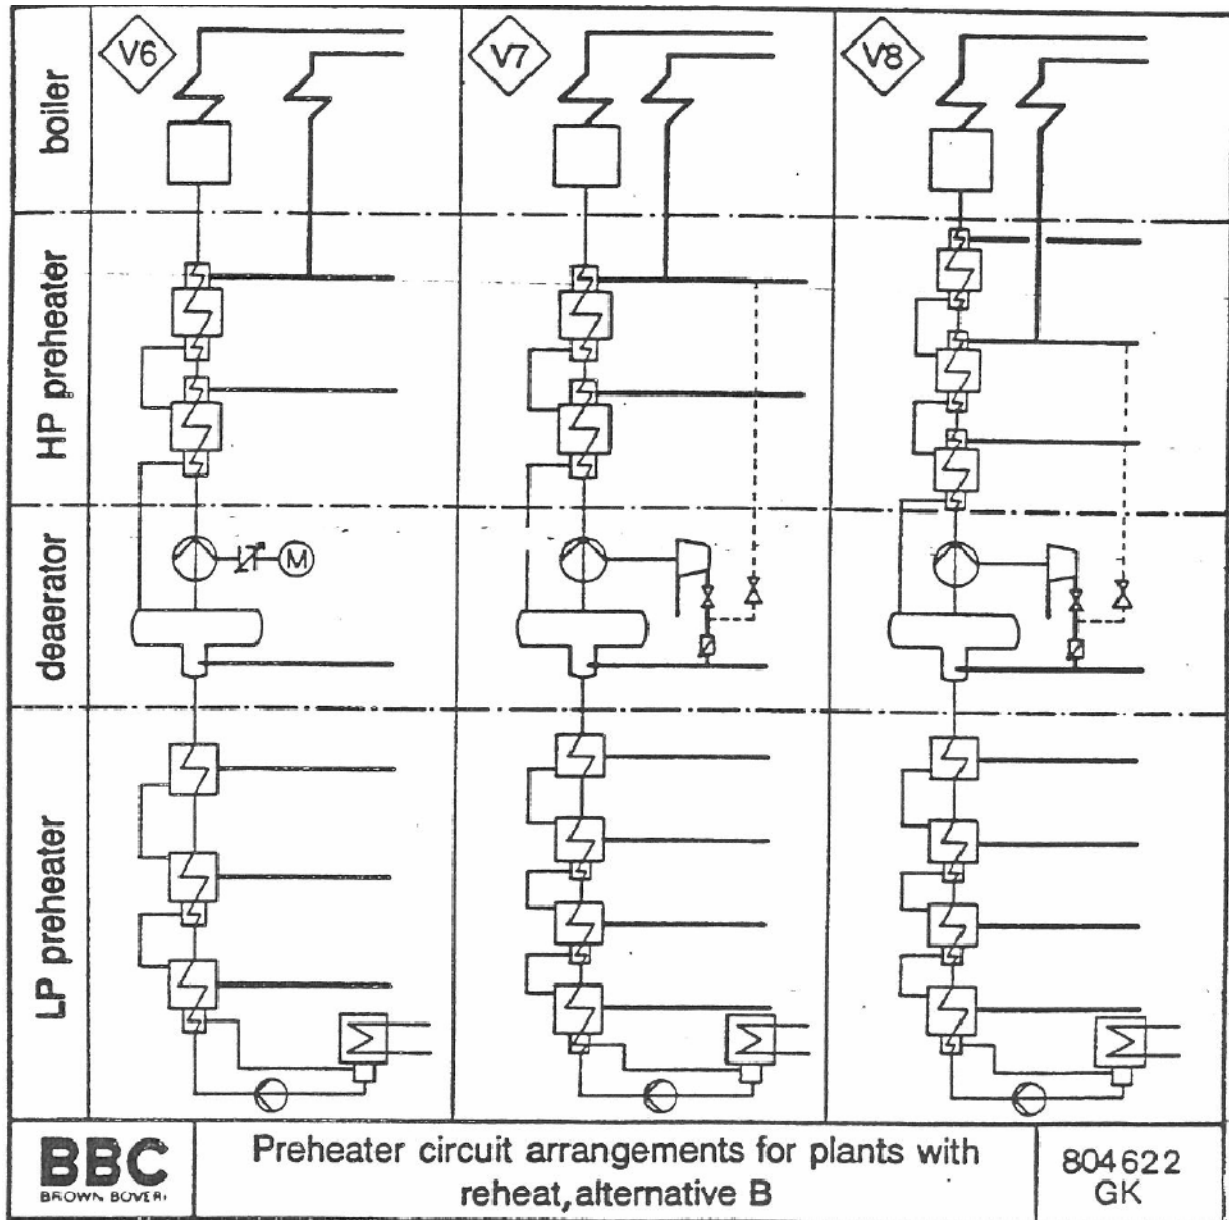 V6
V7
V8
boiler
HP preheater
deaerator
M
LP preheater
BBC
BROWN BOVERI
Preheater circuit arrangements for plants with
reheat, alternative B
804622
GK